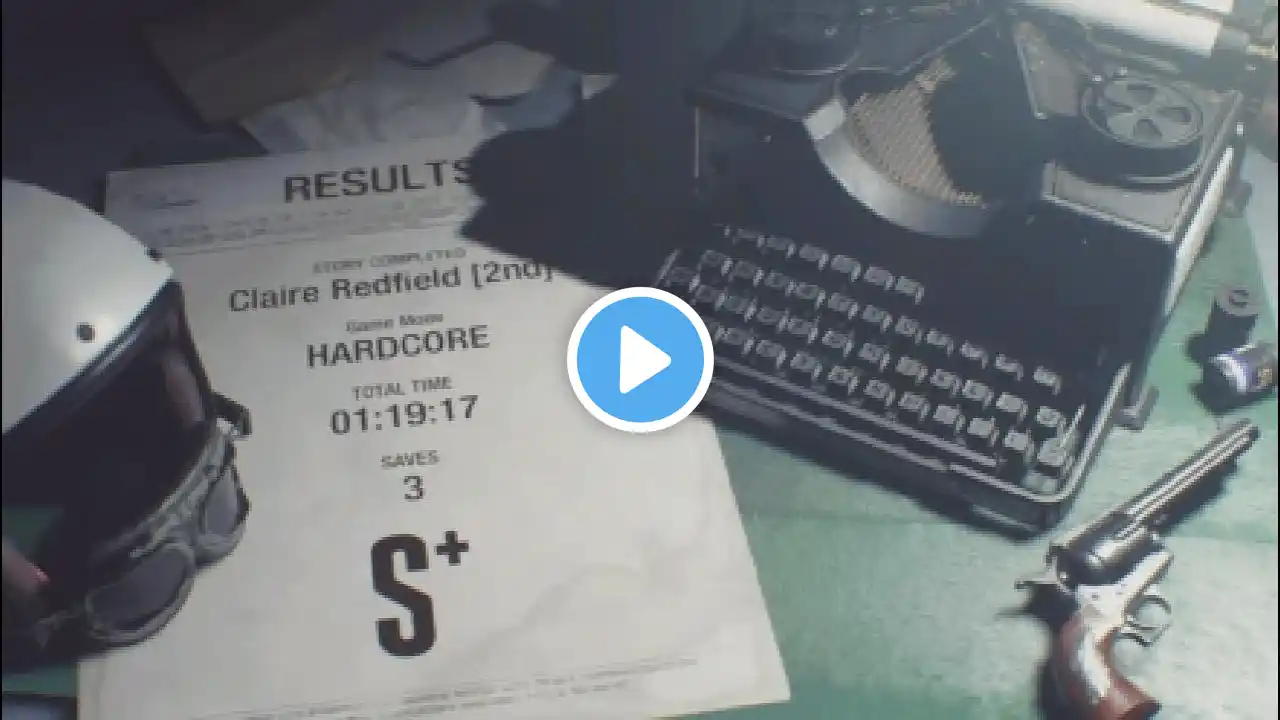 RESULTS
STORY COMPLETED
Claire Redfield [2nd]
Game Mode
HARDCORE
TOTAL TIME
01:19:17
SAVES
3
S+